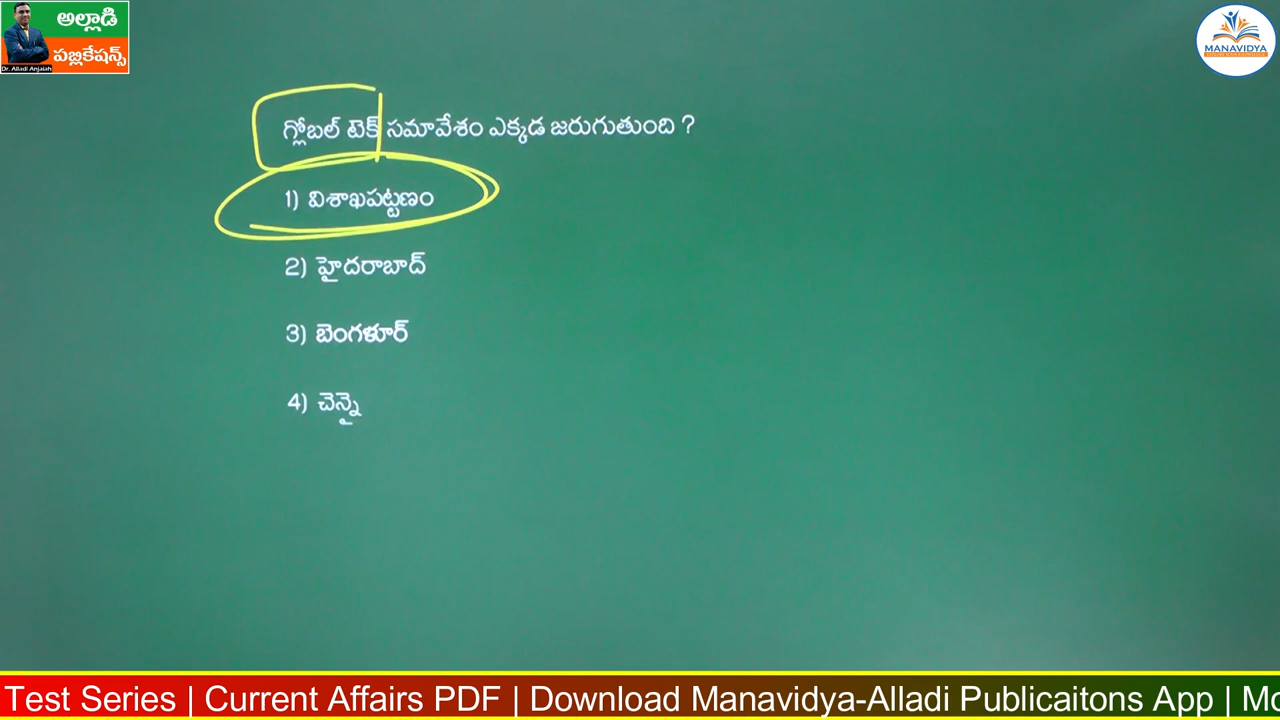 అల్లాడి
పబ్లికేషన్స్
Dr. Alladi Anjaiah
MANAVIDYA
గ్లోబల్ టెక్ సమావేశం ఎక్కడ జరుగుతుంది ?
1) విశాఖపట్టణం
2) హైదరాబాద్
3) బెంగళూర్
4) చెన్నై
Test Series | Current Affairs PDF | Download Manavidya-Alladi Publicaitons App | Mo